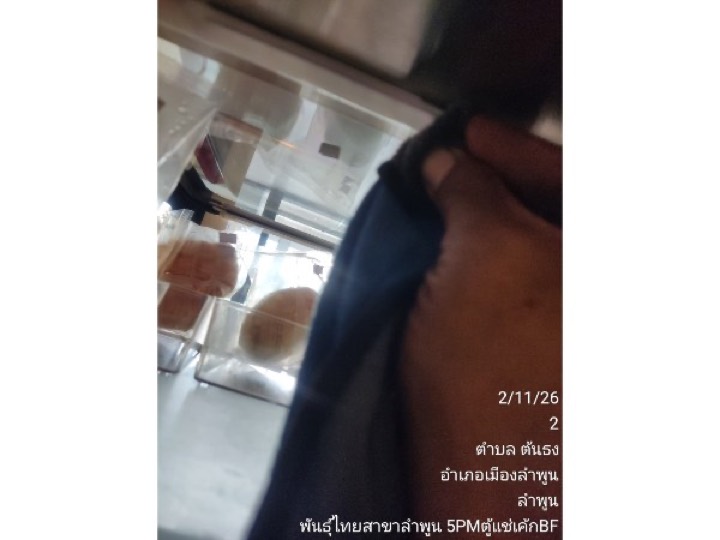 2/11/26
2
ตำบล ต้นธง
อำเภอเมืองลำพูน
ลำพูน
พันธุ์ไทยสาขาลำพูน 5PMตู้แช่เค้กBF